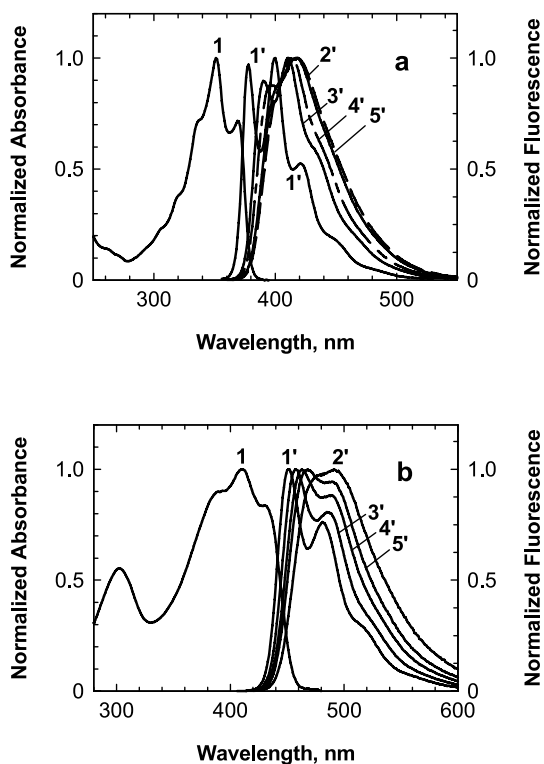 1 1' 2' a
1.0 1.0
3'
4'
5'
0.5 0.5
1'
0 0
300 400 500
Normalized Absorbance
Normalized Fluorescence
Wavelength, nm
1 1' 2' b
1.0 1.0
3'
4'
5'
0.5 0.5
0 0
300 400 500 600
Normalized Absorbance
Normalized Fluorescence
Wavelength, nm